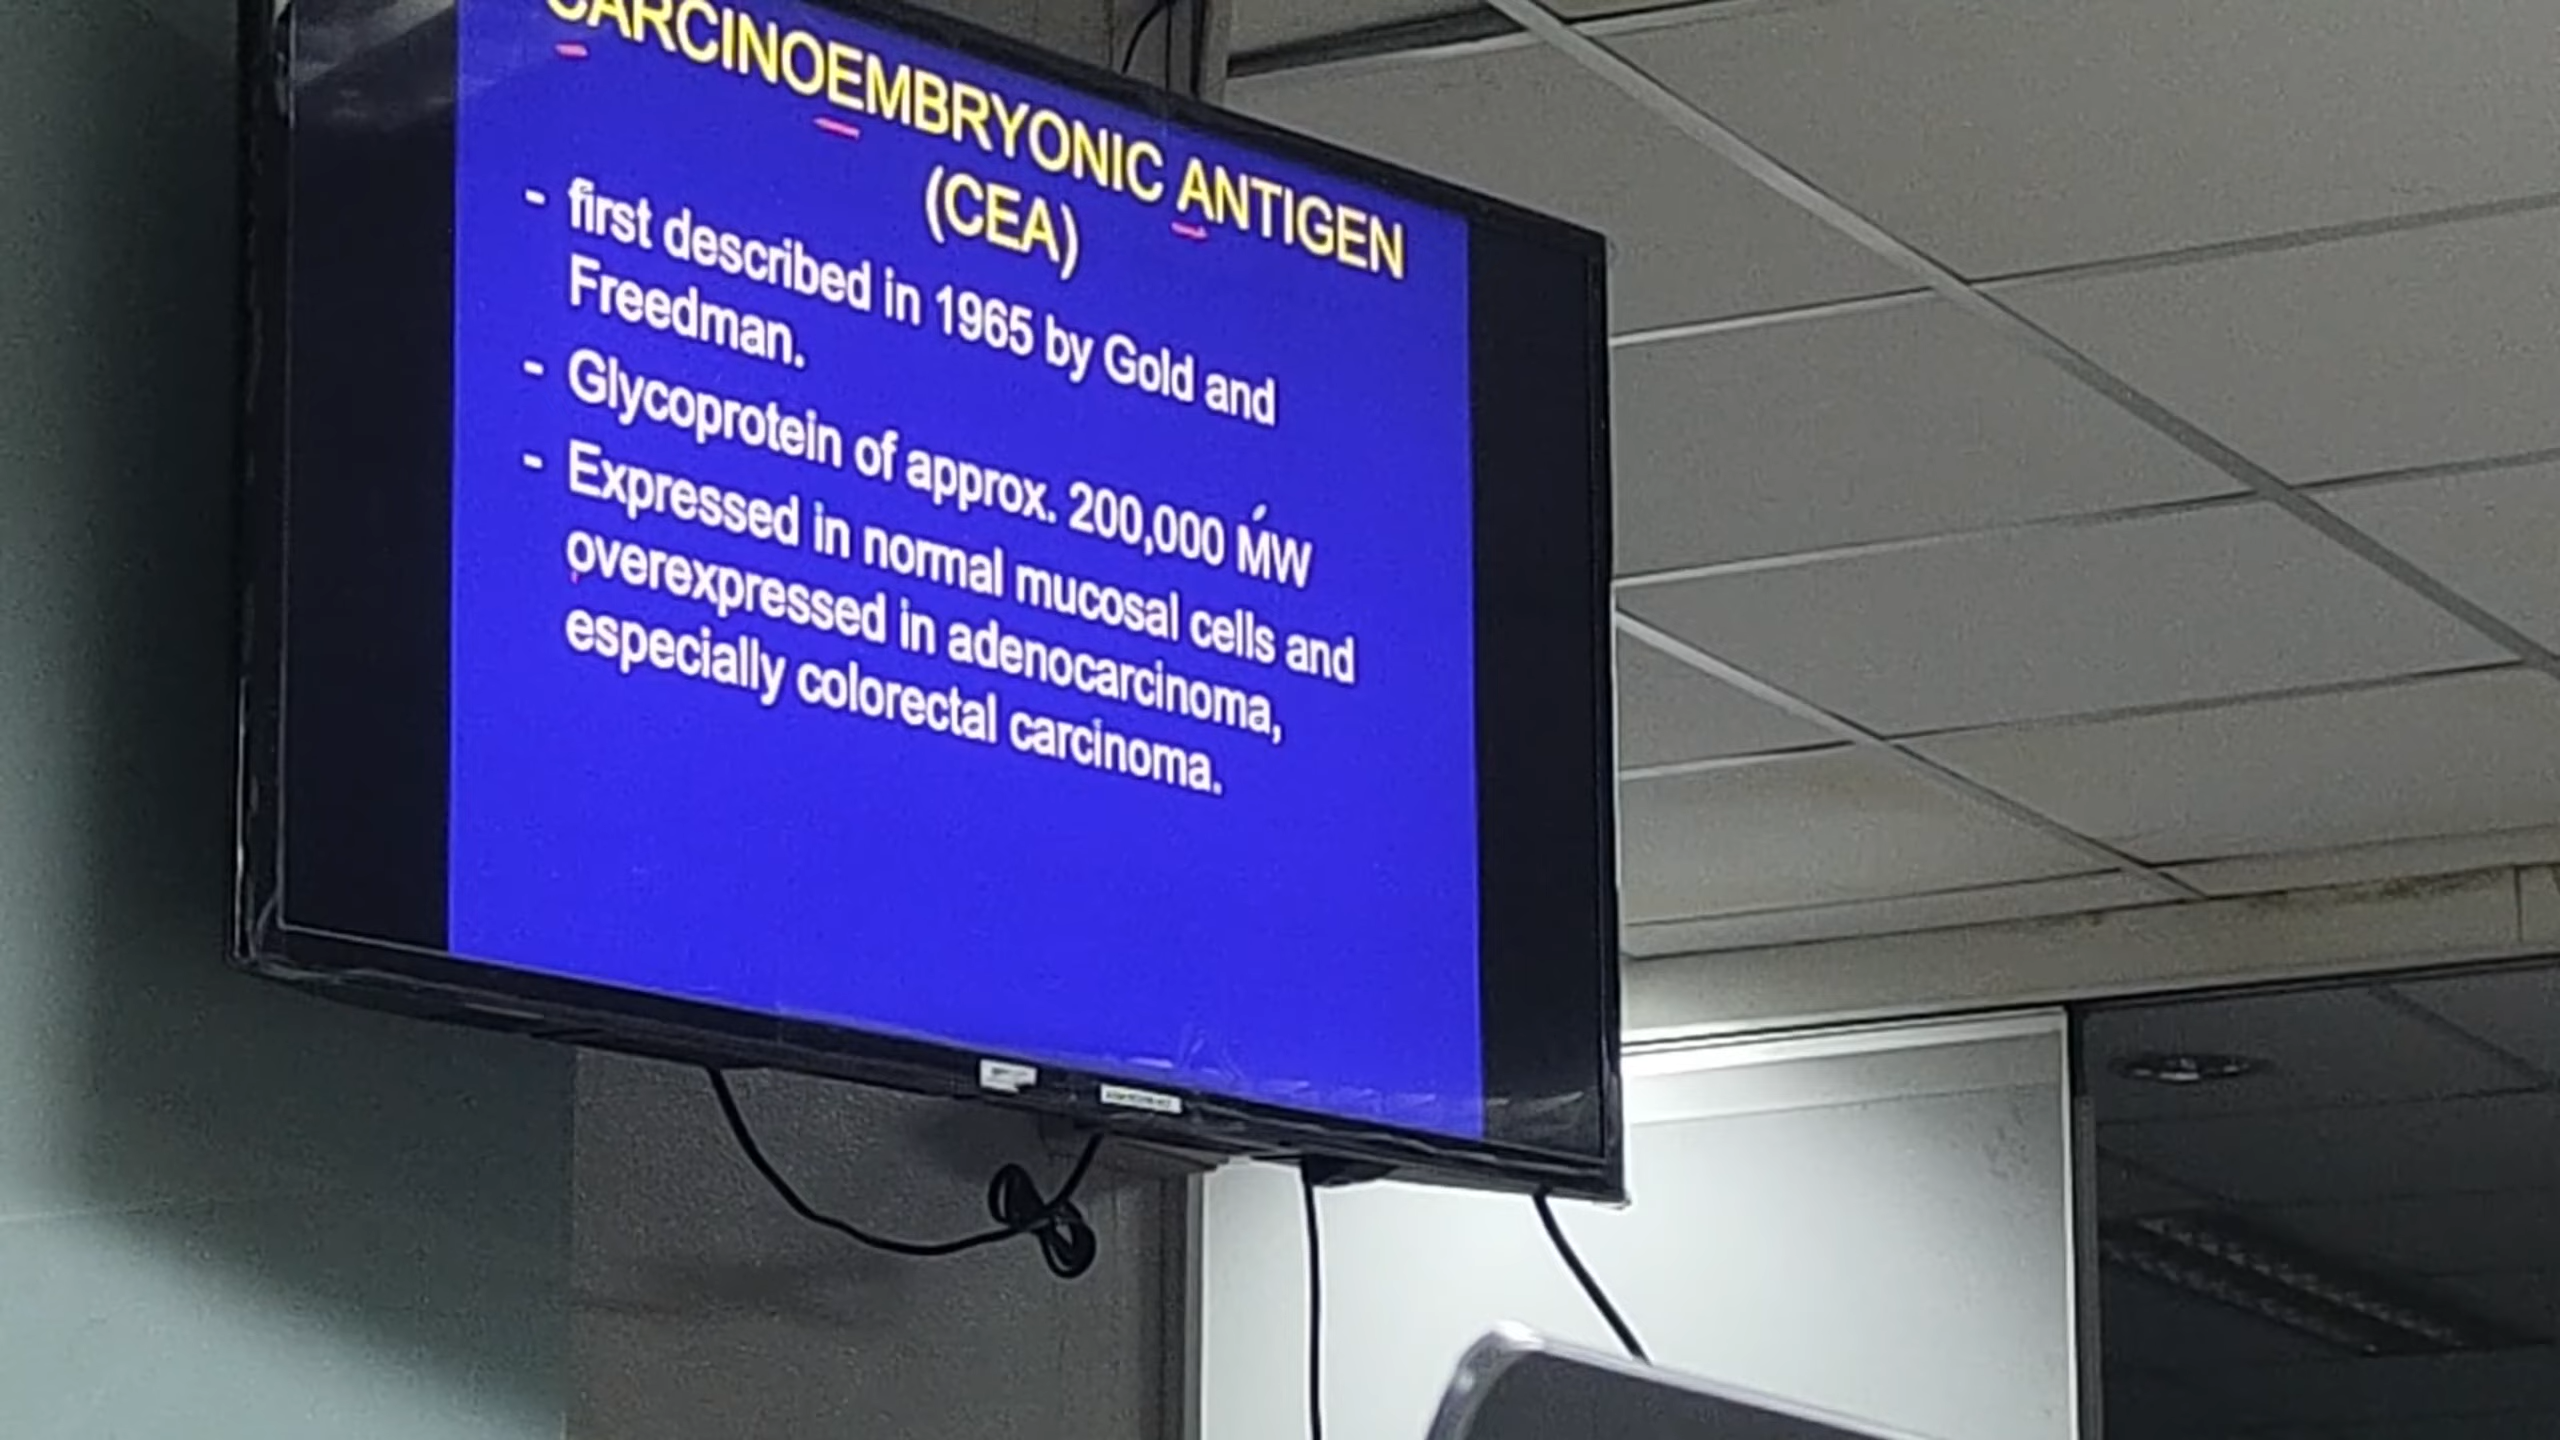 CARCINOEMBRYONIC ANTIGEN
(CEA)
- first described in 1965 by Gold and
Freedman.
- Glycoprotein of approx. 200,000 MW
- Expressed in normal mucosal cells and
overexpressed in adenocarcinoma,
especially colorectal carcinoma.